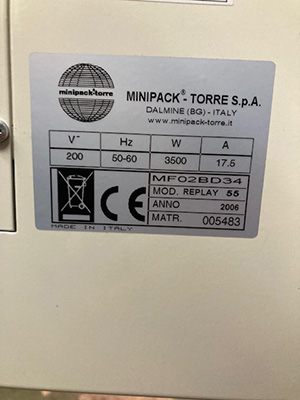 minipack-torre
MINIPACK® - TORRE S.p.A.
DALMINE (BG) - ITALY
www.minipack-torre.it
V~ Hz W A
200 50-60 3500 17.5
MF02BD34
MOD. REPLAY 55
ANNO 2006
MATR. 005483
CE
MADE IN ITALY